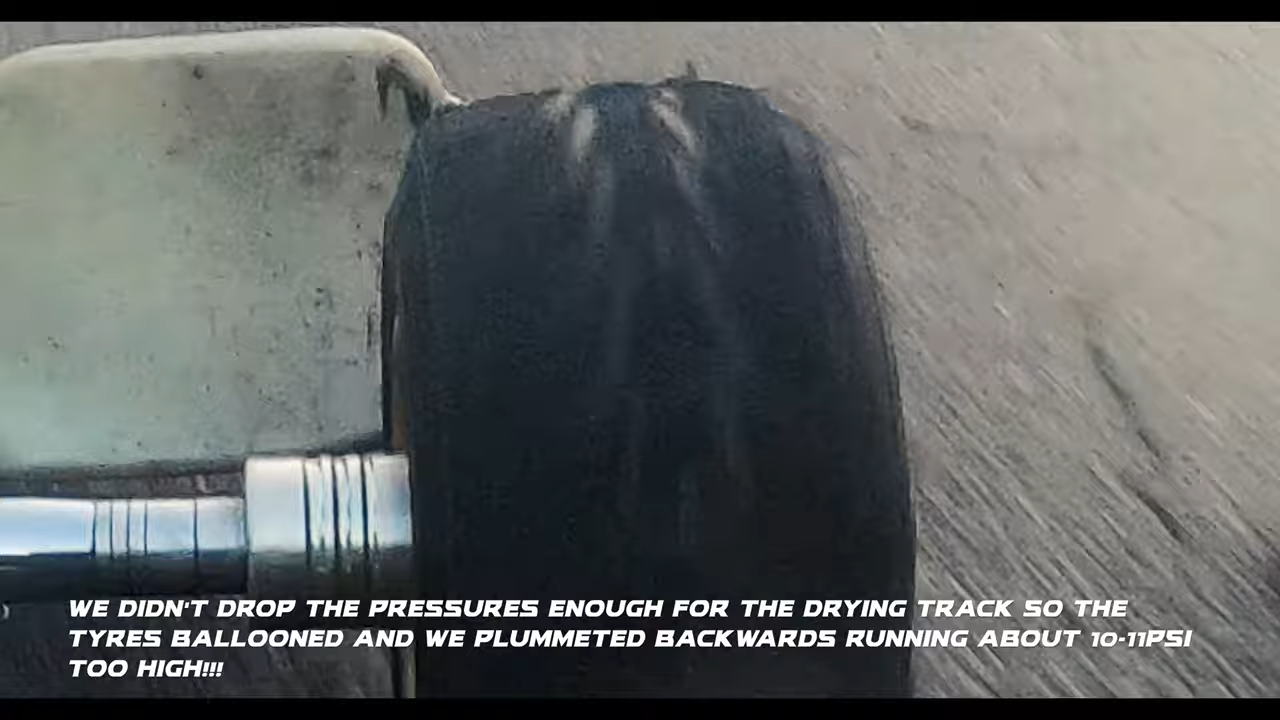 WE DIDN'T DROP THE PRESSURES ENOUGH FOR THE DRYING TRACK SO THE
TYRES BALLOONED AND WE PLUMMETED BACKWARDS RUNNING ABOUT 10-11PSI
TOO HIGH!!!